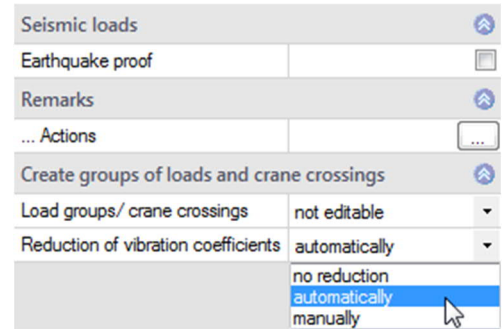 Seismic loads
Earthquake proof
Remarks
... Actions ...
Create groups of loads and crane crossings
Load groups/ crane crossings not editable
Reduction of vibration coefficients automatically
no reduction
automatically
manually